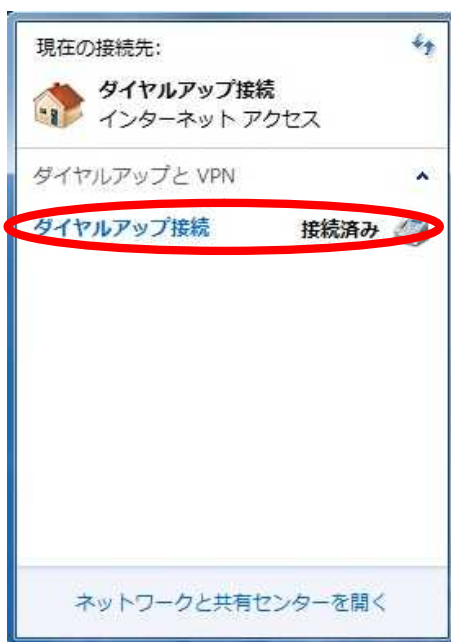 現在の接続先:
ダイヤルアップ接続
インターネット アクセス
ダイヤルアップと VPN
ダイヤルアップ接続 接続済み
ネットワークと共有センターを開く